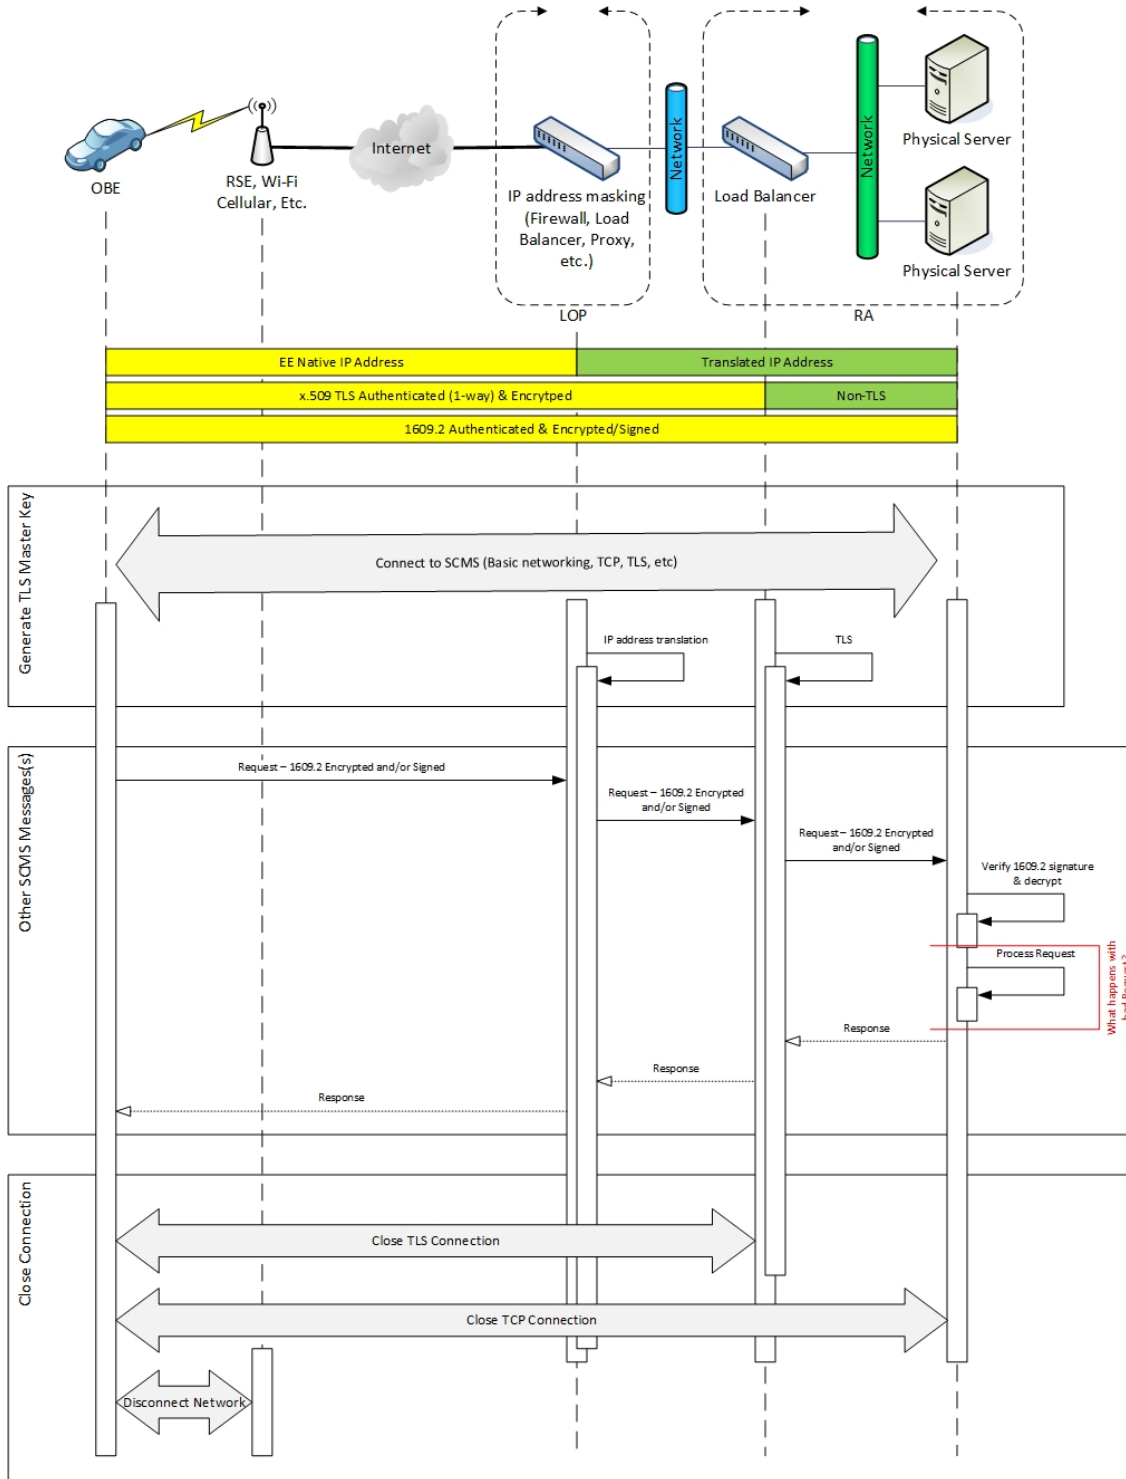 OBE
RSE, Wi-Fi
Cellular, Etc.
Internet
IP address masking
(Firewall, Load
Balancer, Proxy,
etc.)
Network
Load Balancer
Network
Physical Server
Physical Server
LOP
RA
EE Native IP Address
Translated IP Address
x.509 TLS Authenticated (1-way) & Encrytped
Non-TLS
1609.2 Authenticated & Encrypted/Signed
Generate TLS Master Key
Connect to SCMS (Basic networking, TCP, TLS, etc)
IP address translation
TLS
Other SCMS Messages(s)
Request – 1609.2 Encrypted and/or Signed
Request – 1609.2 Encrypted
and/or Signed
Request – 1609.2 Encrypted
and/or Signed
Verify 1609.2 signature
& decrypt
Process Request
What happens with
bad Request?
Response
Response
Response
Close Connection
Close TLS Connection
Close TCP Connection
Disconnect Network